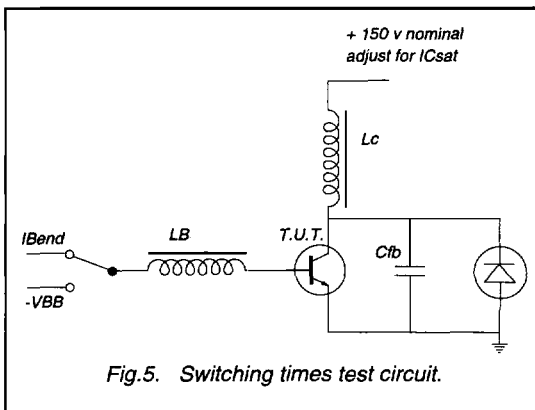 + 150 v nominal
adjust for ICsat
Lc
LB
T.U.T.
IBend
Cfb
-VBB
Fig.5. Switching times test circuit.